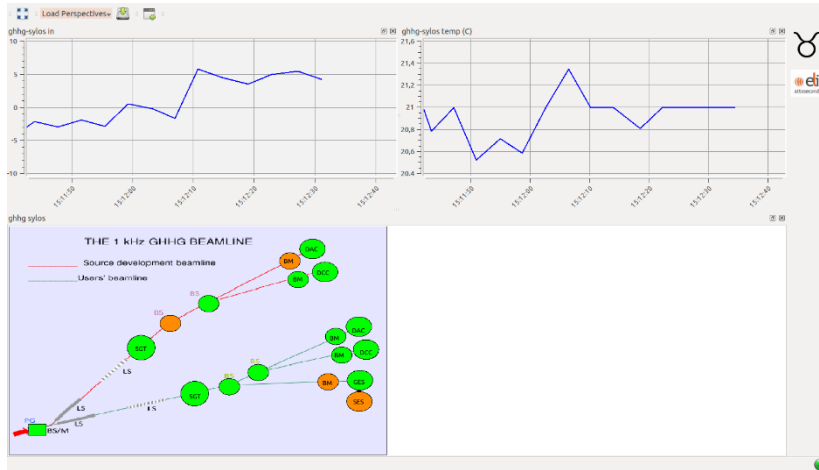 Load Perspectives
ghhg-sylos in
10
5
0
-5
-10
15:11:50
15:12:00
15:12:10
15:12:20
15:12:30
15:12:40
ghhg-sylos temp (C)
21,6
21,4
21,2
21
20,8
20,6
20,4
15:11:50
15:12:00
15:12:10
15:12:20
15:12:30
15:12:40
eli
attosecond
ghhg sylos
THE 1 kHz GHHG BEAMLINE
Source development beamline
Users' beamline
DAC
BM
DCC
BM
BS
BS
SGT
LS
DAC
BM
DCC
BM
BS
BS
GES
BM
SES
SGT
LS
LS
LS
PG
BS/M